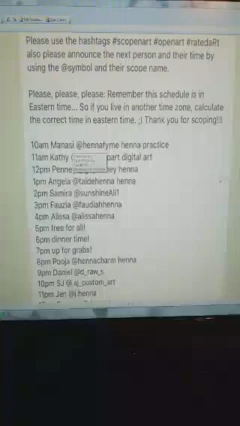 Please use the hashtags #scopenart #openart #ratedaRt
also please announce the next person and their time by
using the @symbol and their scope name.
Please, please, please: Remember this schedule is in
Eastern time... So if you live in another time zone, calculate
the correct time in eastern time. ;) Thank you for scoping!!!
10am Manasi @hennafyme henna practice
11am Kathy part digital art
12pm henna
1pm Angela henna
2pm Samira @sunshineAli1
3pm Fauzia @faudiahhenna
4pm Alissa @alissahenna
5pm free for all!
6pm dinner time!
7pm up for grabs!
8pm Pooja @hennacharm henna
9pm Daniel @d_raw_s
10pm SJ @aj_custom_art
11pm Jen henna